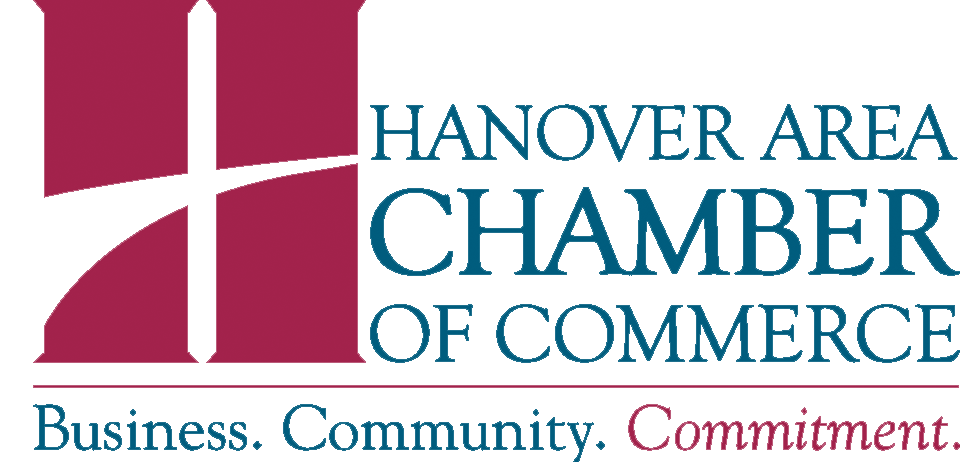 HANOVER AREA
CHAMBER
OF COMMERCE
Business. Community. Commitment.